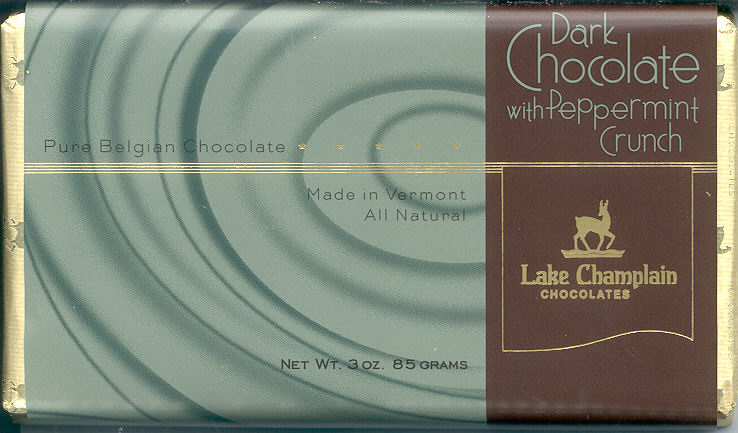 Dark
Chocolate
with Peppermint
Crunch
Pure Belgian Chocolate
Made in Vermont
All Natural
Lake Champlain
CHOCOLATES
NET WT. 3 OZ. 85 GRAMS
CHOCOLATES